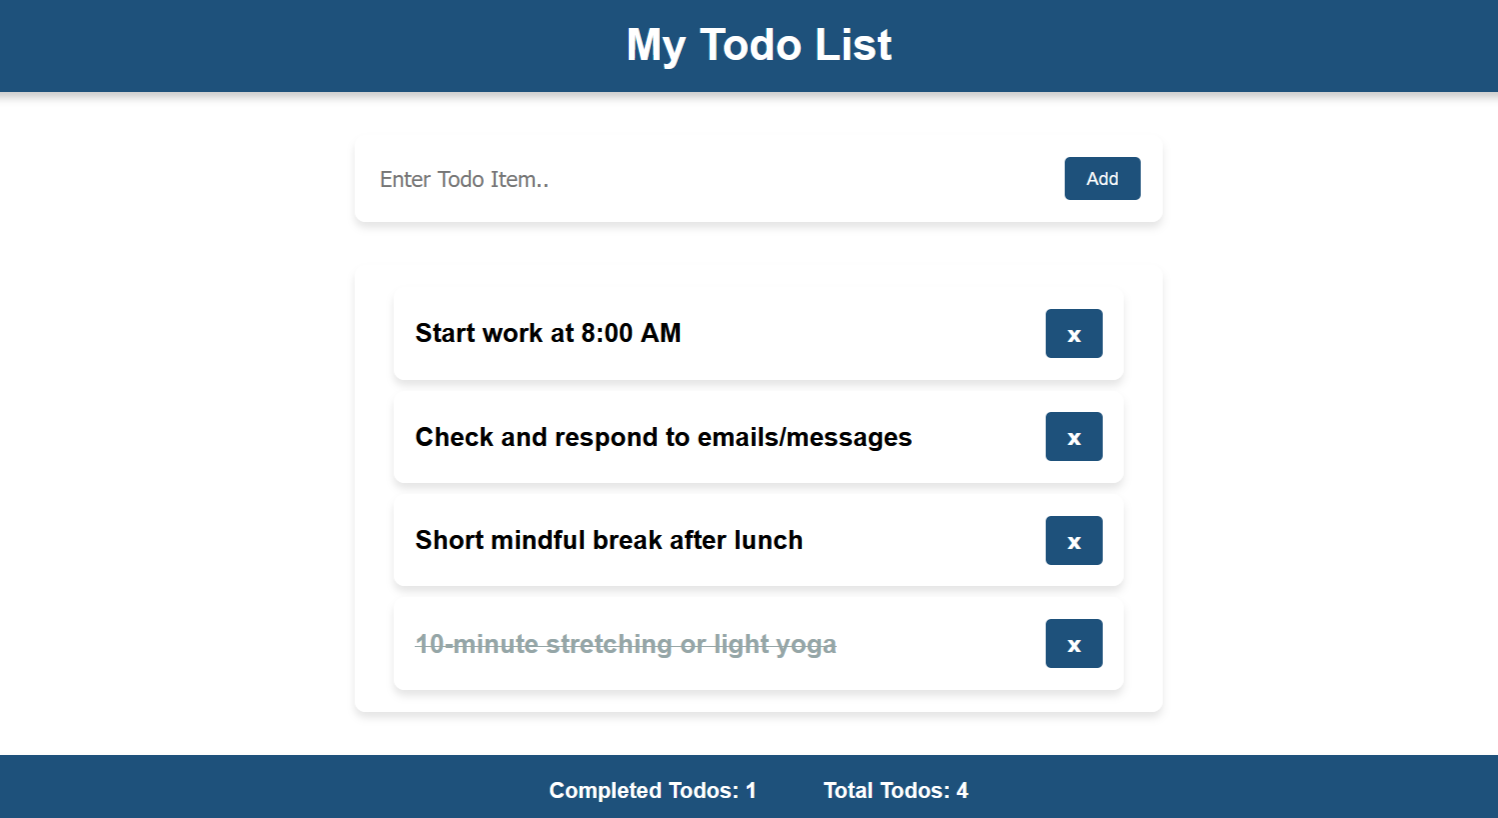 My Todo List
Enter Todo Item..
Add
Start work at 8:00 AM
x
Check and respond to emails/messages
x
Short mindful break after lunch
x
10-minute stretching or light yoga
x
Completed Todos: 1 Total Todos: 4